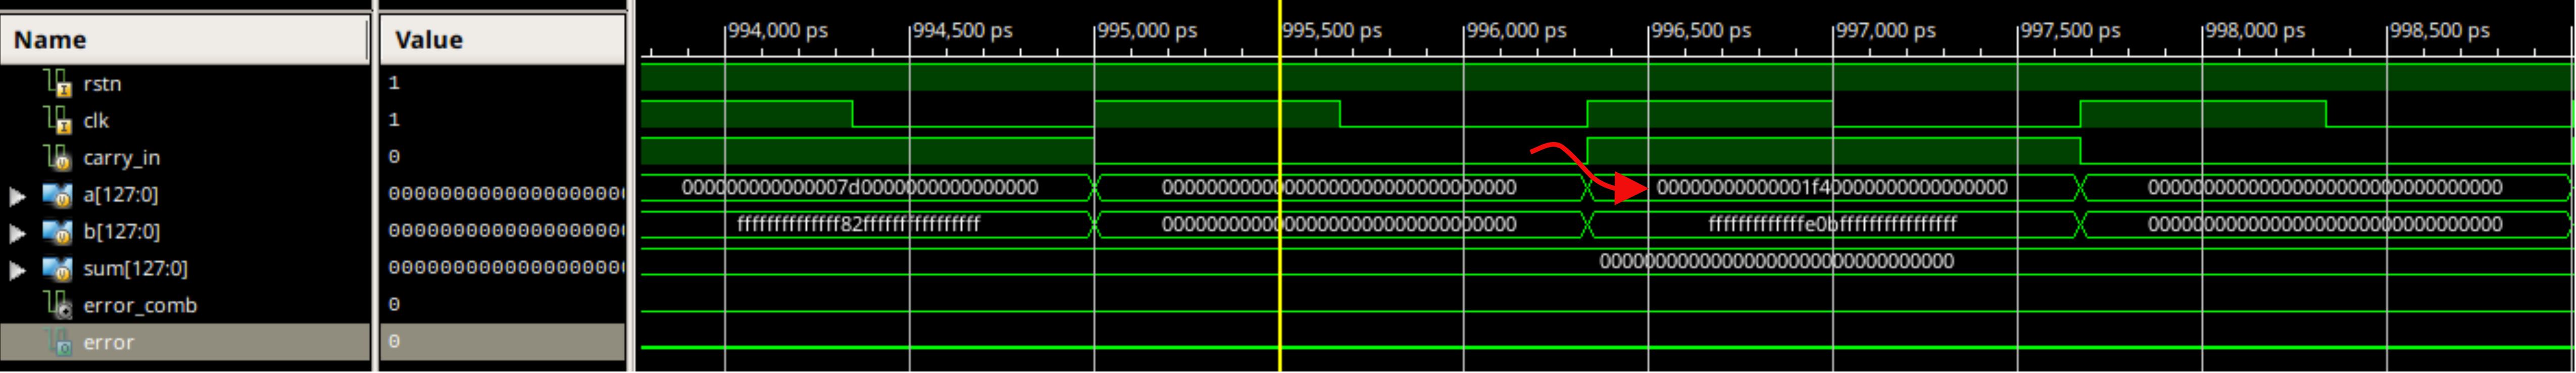 Name
Value
994,000 ps 994,500 ps 995,000 ps 995,500 ps 996,000 ps 996,500 ps 997,000 ps 997,500 ps 998,000 ps 998,500 ps
rstn 1
clk 1
carry_in 0
a[127:0] 0000000000000000000000 000000000000007d0000000000000000 00000000000000000000000000000000 00000000000001f40000000000000000 00000000000000000000000000000000
b[127:0] 0000000000000000000000 ffffffffffffff82ffffffffffffffff 00000000000000000000000000000000 fffffffffffffe0bffffffffffffffff 00000000000000000000000000000000
sum[127:0] 0000000000000000000000 00000000000000000000000000000000
error_comb 0
error 0